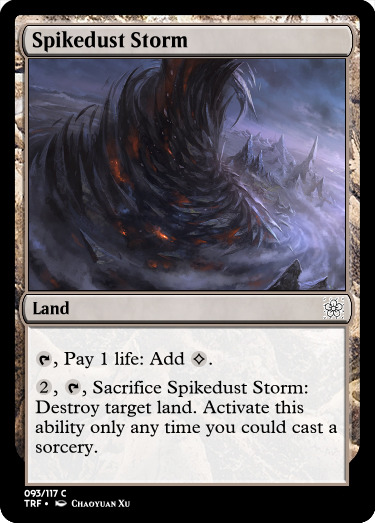 Spikedust Storm
Land
, Pay 1 life: Add .
2, , Sacrifice Spikedust Storm:
Destroy target land. Activate this
ability only any time you could cast a
sorcery.
093/117 C
TRF • Chaoyuan Xu